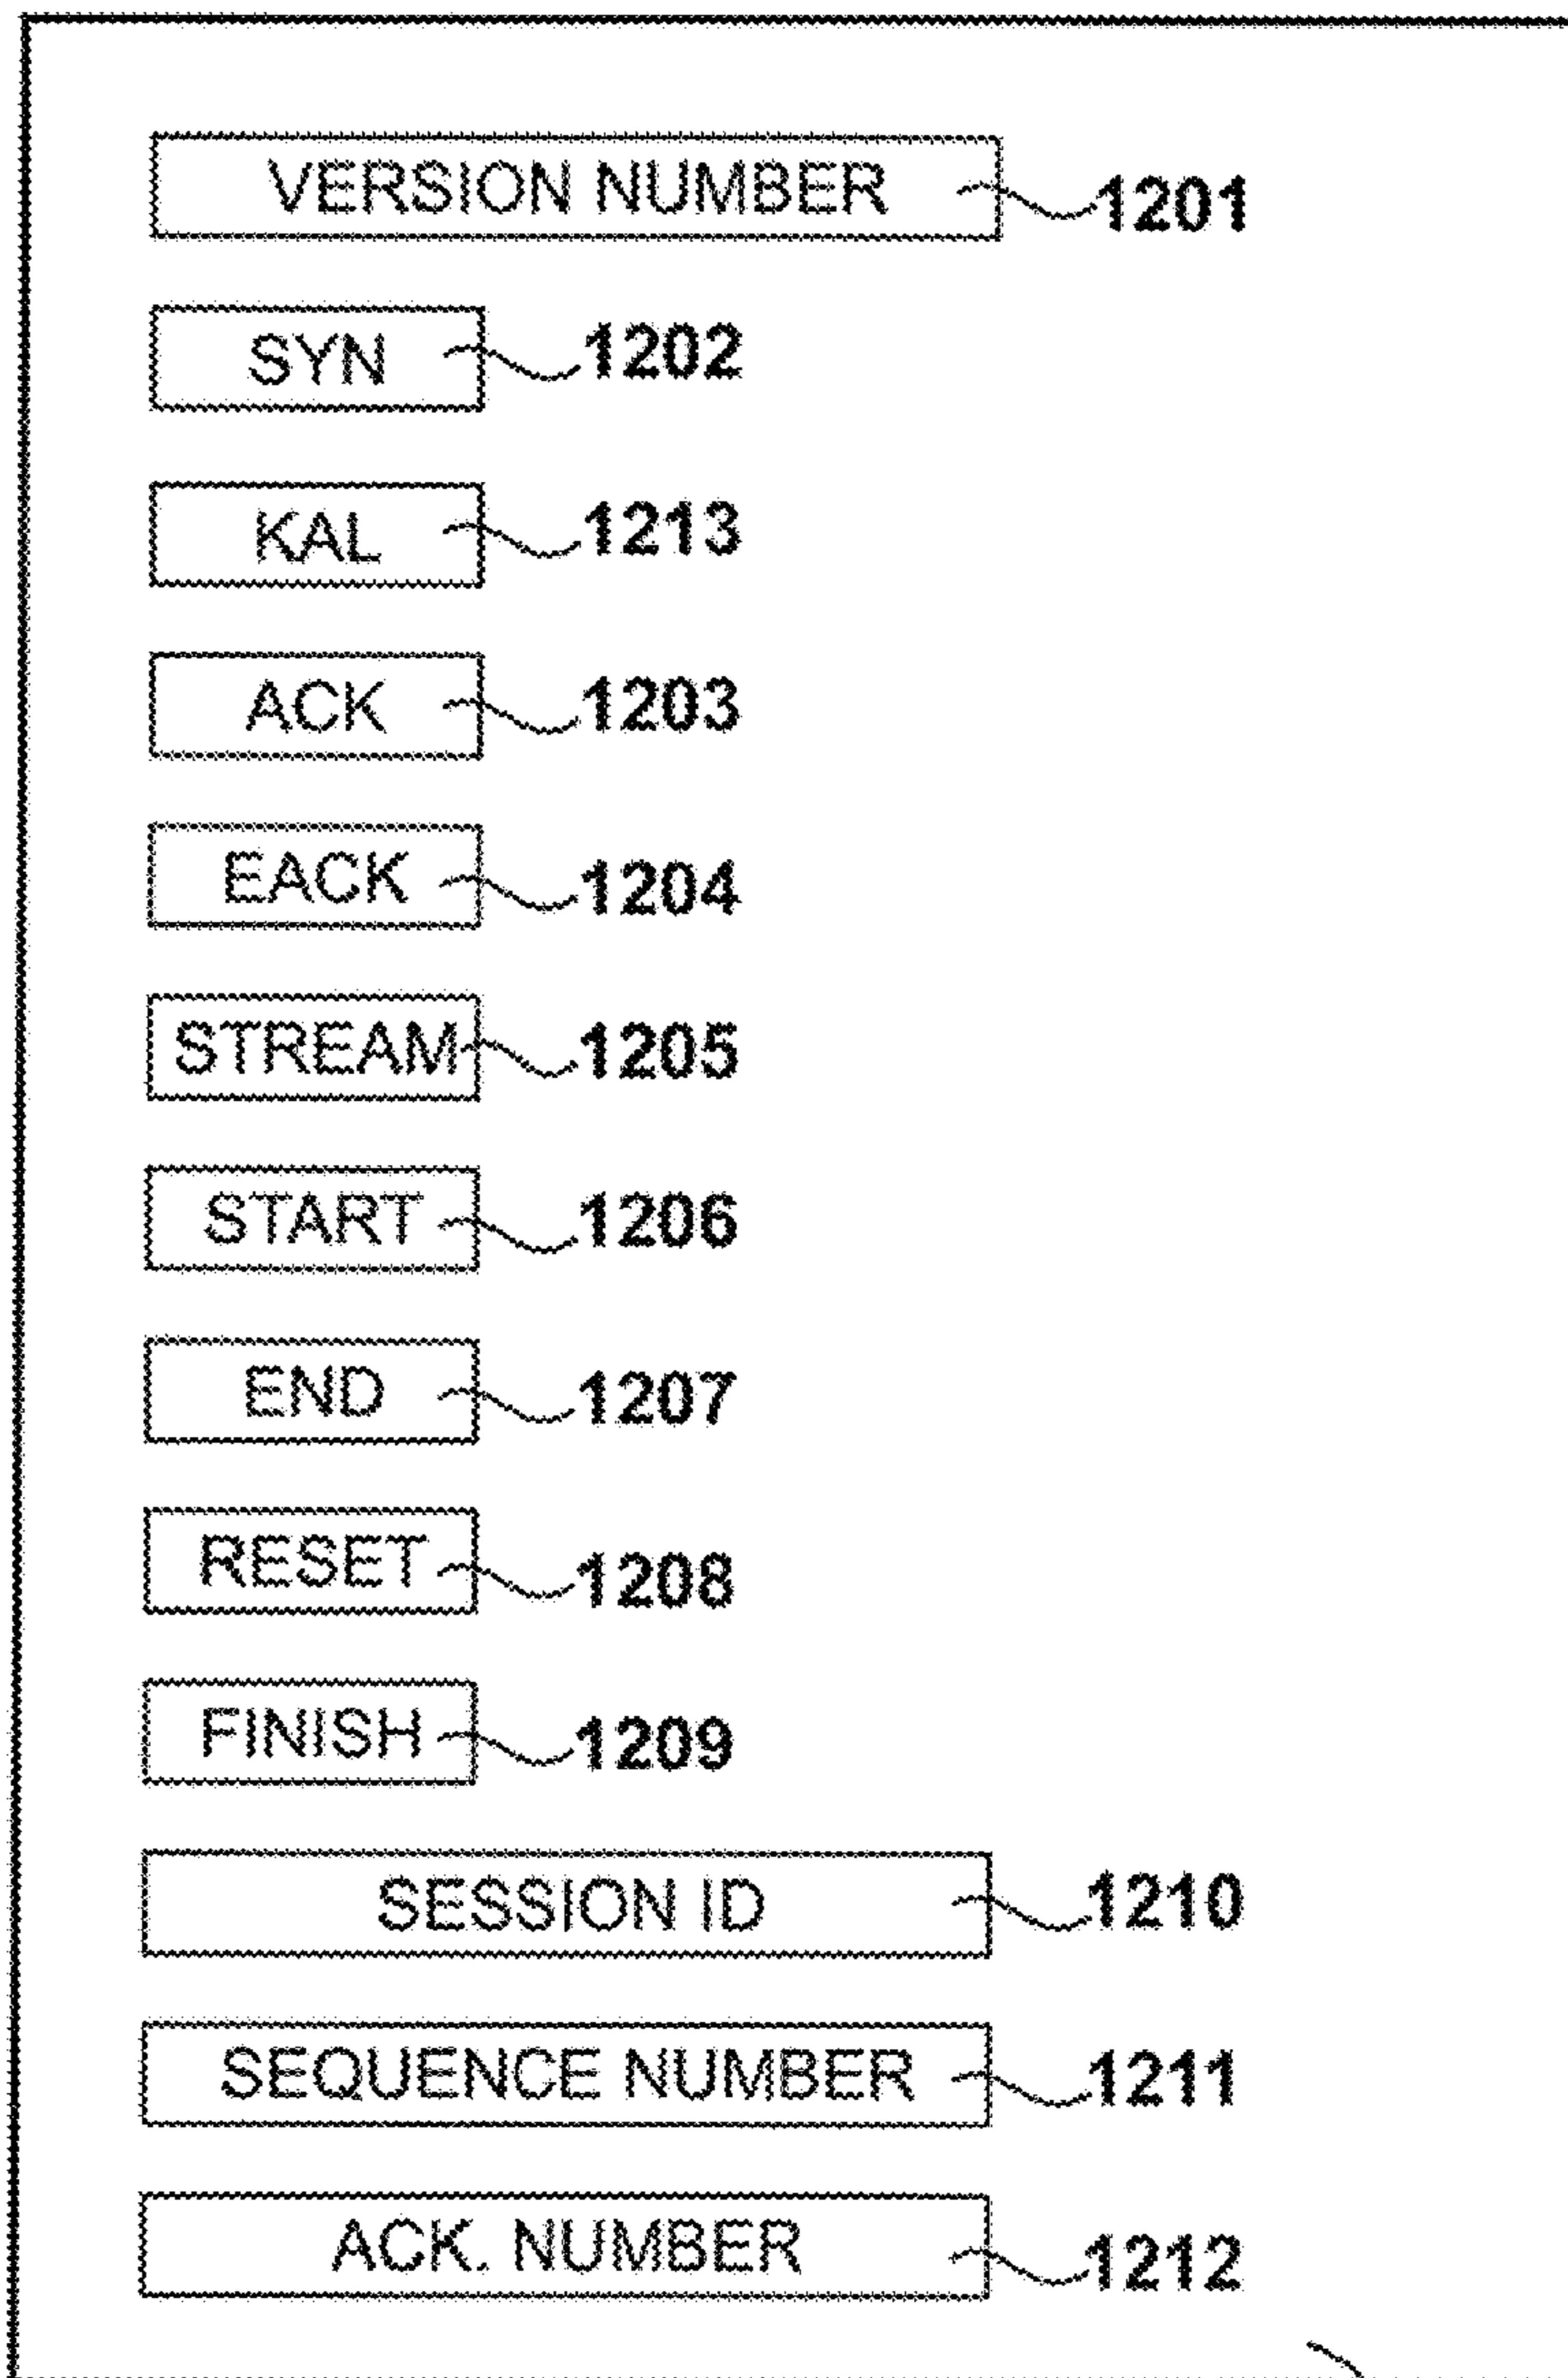 VERSION NUMBER 1201
SYN 1202
KAL 1213
ACK 1203
EACK 1204
STREAM 1205
START 1206
END 1207
RESET 1208
FINISH 1209
SESSION ID 1210
SEQUENCE NUMBER 1211
ACK. NUMBER 1212